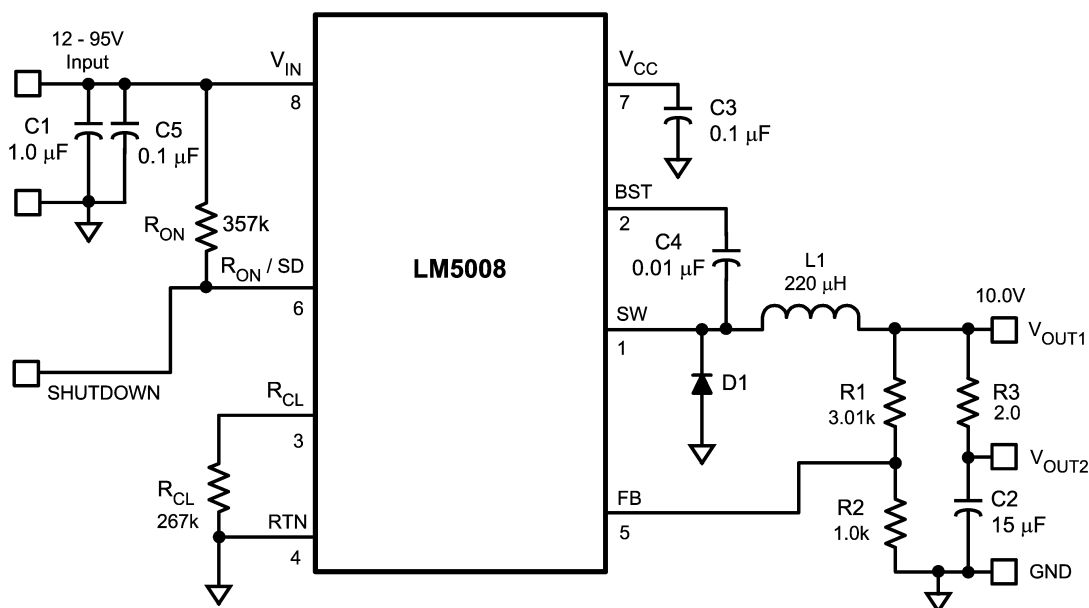 12 - 95V
Input
V_IN
8
C1
1.0 μF
C5
0.1 μF
R_ON
357k
R_ON / SD
6
SHUTDOWN
R_CL
3
R_CL
267k
RTN
4
LM5008
V_CC
7
C3
0.1 μF
BST
2
C4
0.01 μF
L1
220 μH
SW
1
D1
10.0V
V_OUT1
R1
3.01k
R3
2.0
V_OUT2
FB
5
R2
1.0k
C2
15 μF
GND